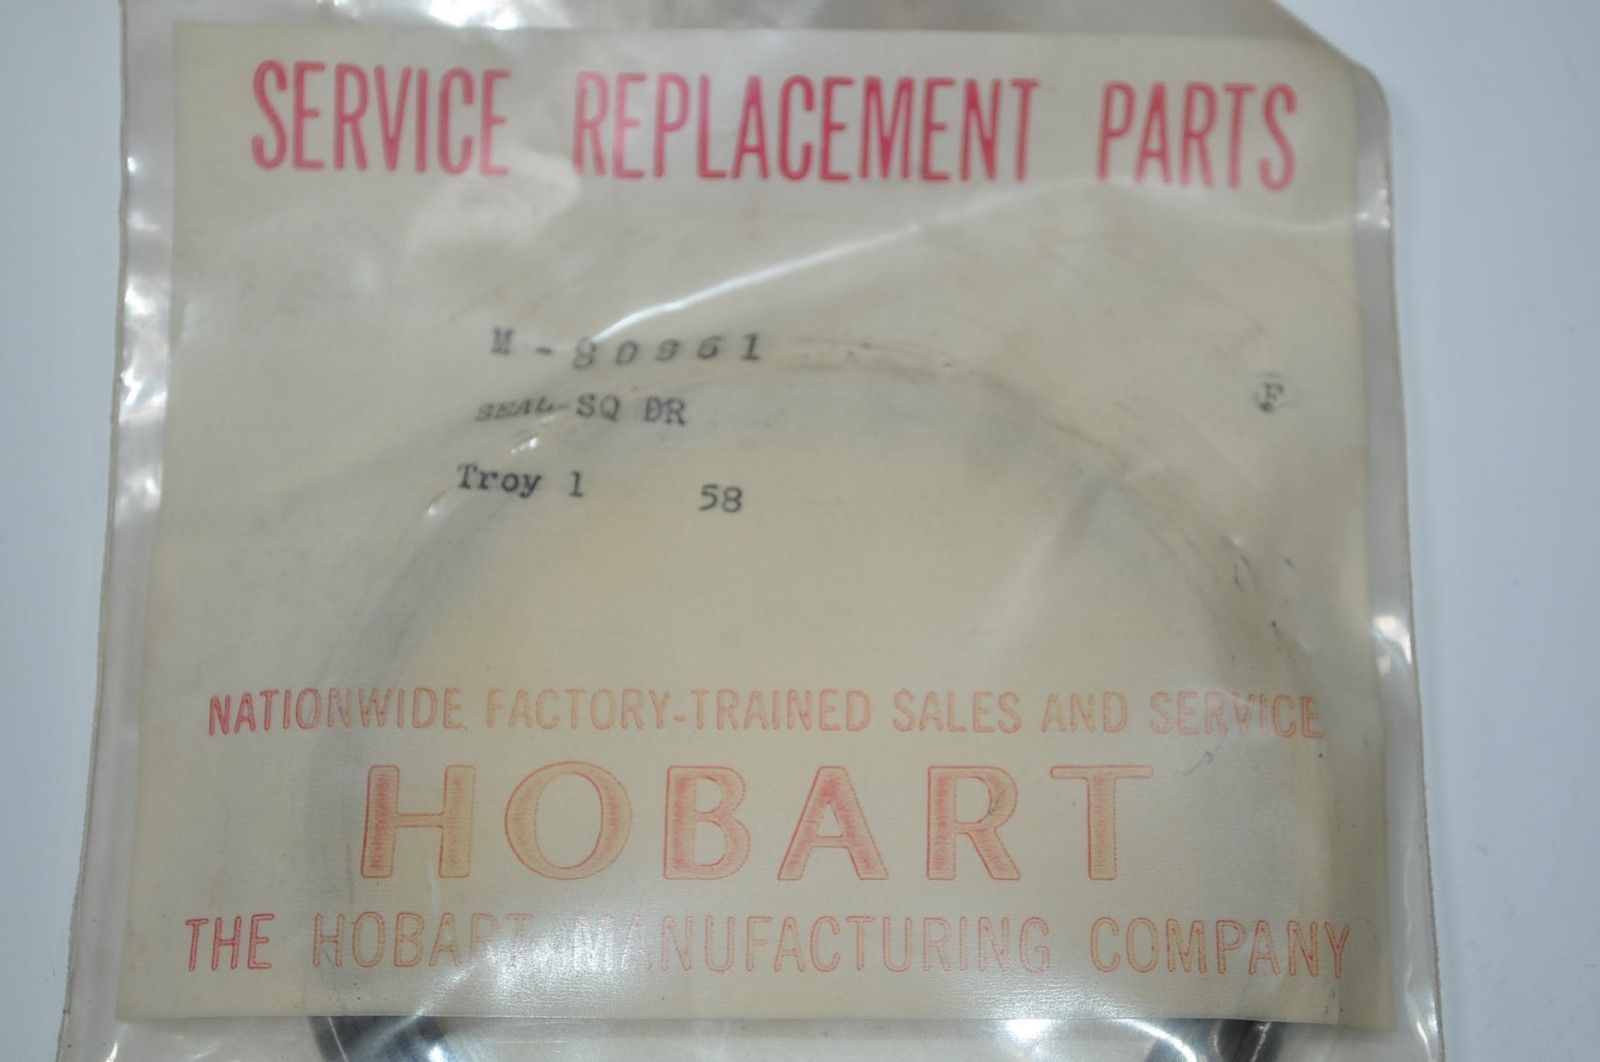 SERVICE REPLACEMENT PARTS
M-80961
SEAL SQ DR
F
Troy 1 58
NATIONWIDE FACTORY-TRAINED SALES AND SERVICE
HOBART
THE HOBART MANUFACTURING COMPANY